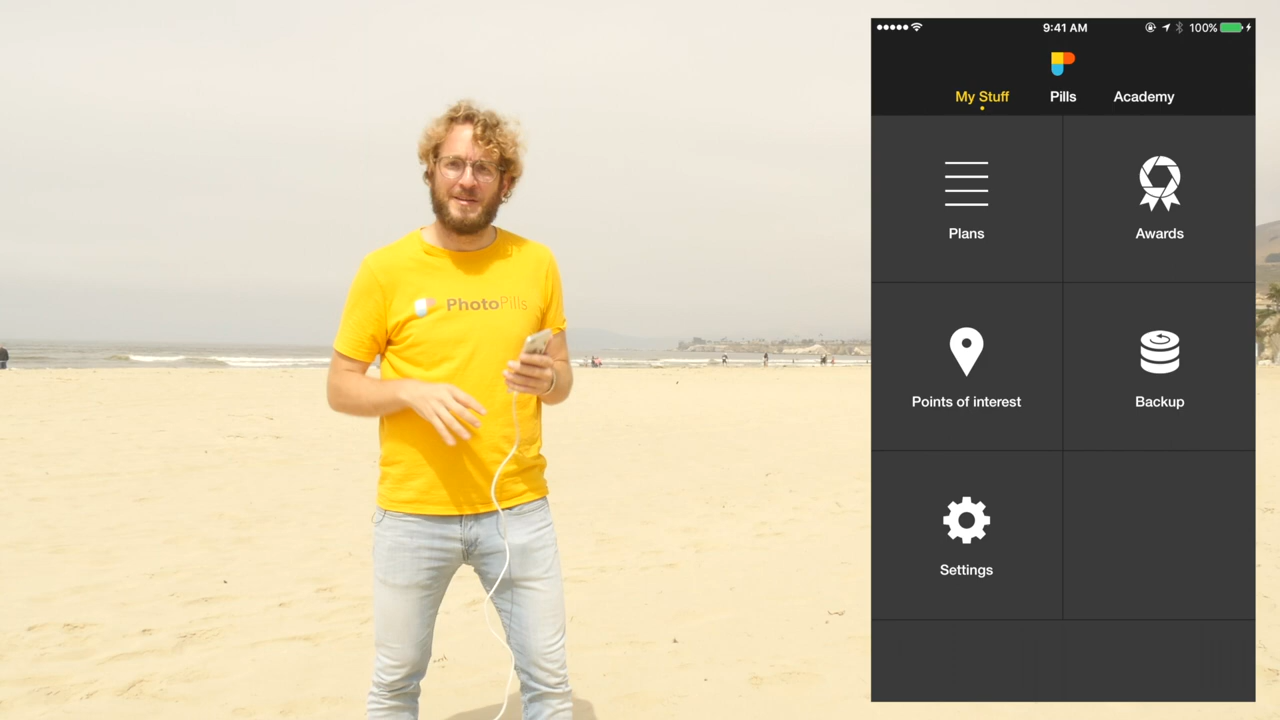 PhotoPills
9:41 AM
100%
My Stuff Pills Academy
Plans Awards
Points of interest Backup
Settings